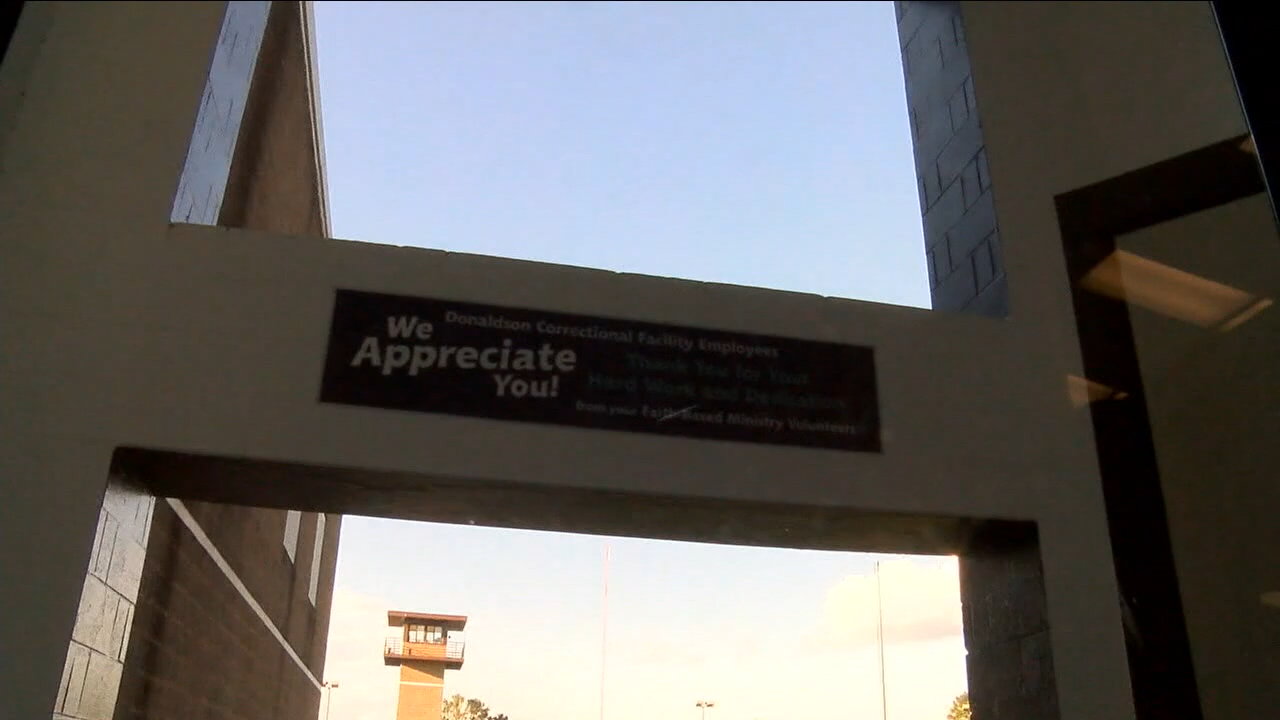 We
Appreciate
You!
Donaldson Correctional Facility Employees
Thank You for Your
Hard Work and Dedication
from your Faith-Based Ministry Volunteers